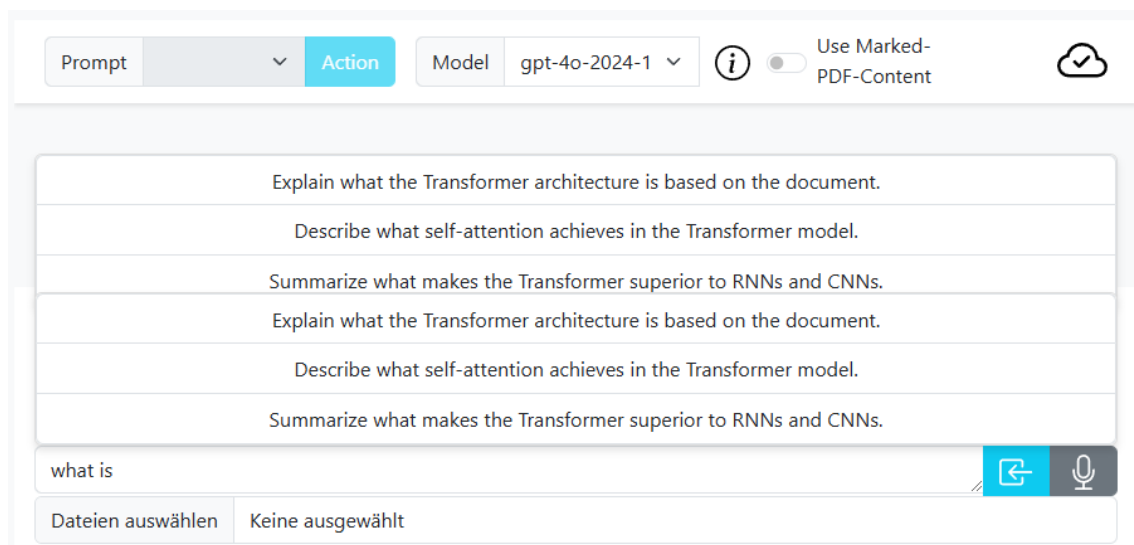 Prompt Action Model gpt-4o-2024-1 i Use Marked-
PDF-Content
Explain what the Transformer architecture is based on the document.
Describe what self-attention achieves in the Transformer model.
Summarize what makes the Transformer superior to RNNs and CNNs.
Explain what the Transformer architecture is based on the document.
Describe what self-attention achieves in the Transformer model.
Summarize what makes the Transformer superior to RNNs and CNNs.
what is
Dateien auswählen Keine ausgewählt